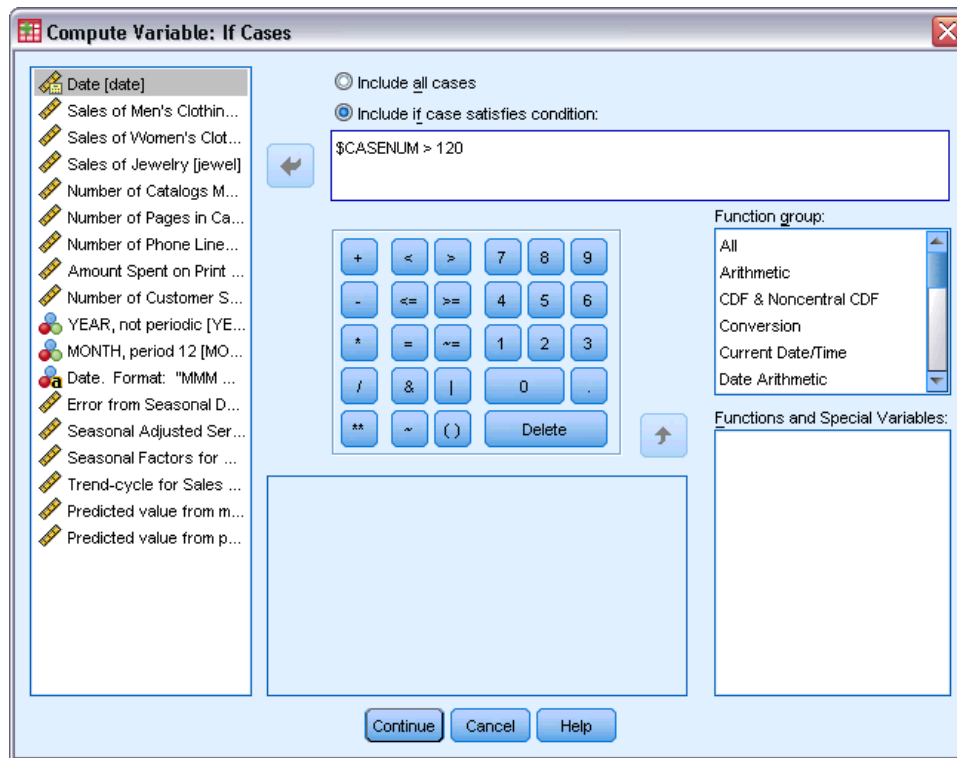 Compute Variable: If Cases
Date [date]
Sales of Men's Clothin...
Sales of Women's Clot...
Sales of Jewelry [jewel]
Number of Catalogs M...
Number of Pages in Ca...
Number of Phone Line...
Amount Spent on Print ...
Number of Customer S...
YEAR, not periodic [YE...
MONTH, period 12 [MO...
Date.  Format:  "MMM ...
Error from Seasonal D...
Seasonal Adjusted Ser...
Seasonal Factors for ...
Trend-cycle for Sales ...
Predicted value from m...
Predicted value from p...
Include all cases
Include if case satisfies condition:
$CASENUM > 120
+ < > 7 8 9
- <= >= 4 5 6
* = ~= 1 2 3
/ & | 0 .
** ~ ( ) Delete
Function group:
All
Arithmetic
CDF & Noncentral CDF
Conversion
Current Date/Time
Date Arithmetic
Functions and Special Variables:
Continue Cancel Help